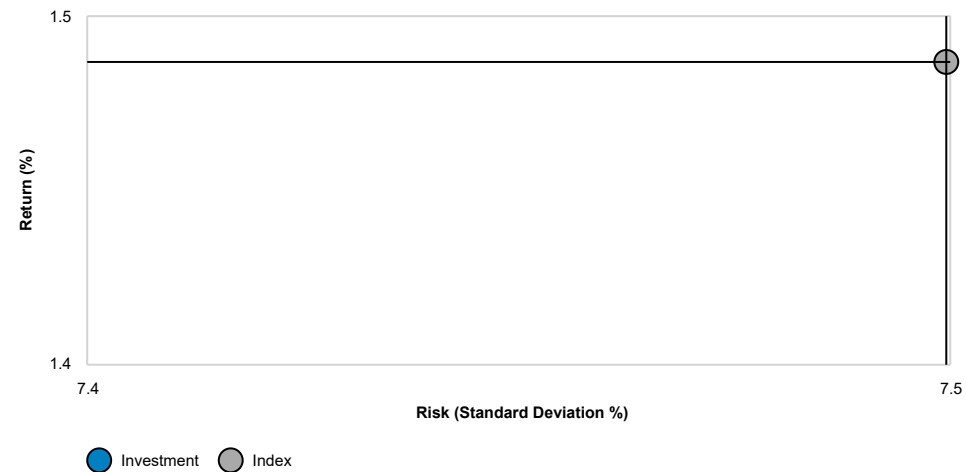 1.5
Return (%)
1.4
7.4
7.5
Risk (Standard Deviation %)
Investment
Index